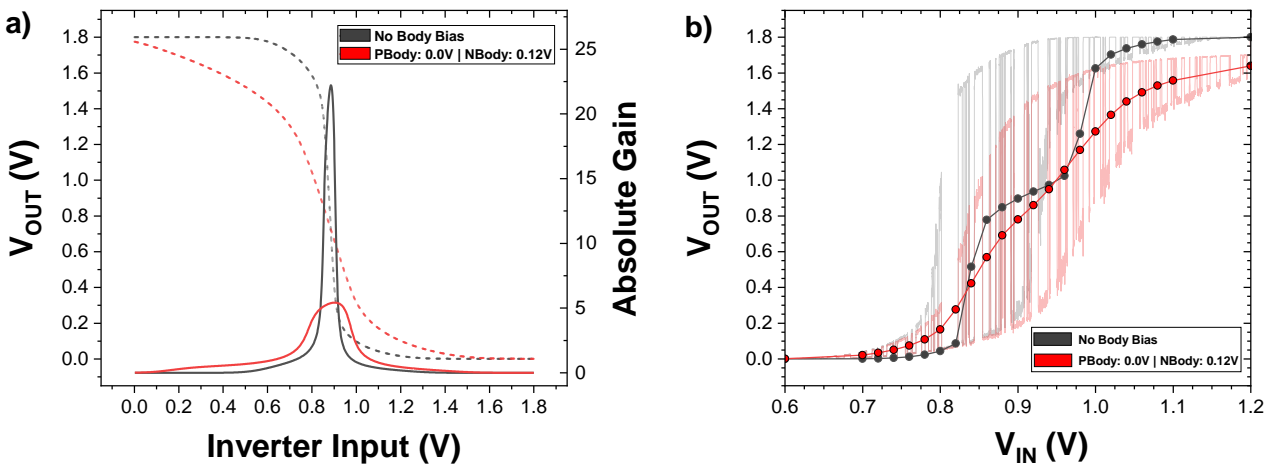 a)
No Body Bias
PBody: 0.0V | NBody: 0.12V
V_OUT (V)
1.8
1.6
1.4
1.2
1.0
0.8
0.6
0.4
0.2
0.0
25
20
15
10
5
0
Absolute Gain
0.0 0.2 0.4 0.6 0.8 1.0 1.2 1.4 1.6 1.8
Inverter Input (V)
b)
V_OUT (V)
1.8
1.6
1.4
1.2
1.0
0.8
0.6
0.4
0.2
0.0
No Body Bias
PBody: 0.0V | NBody: 0.12V
0.6 0.7 0.8 0.9 1.0 1.1 1.2
V_IN (V)